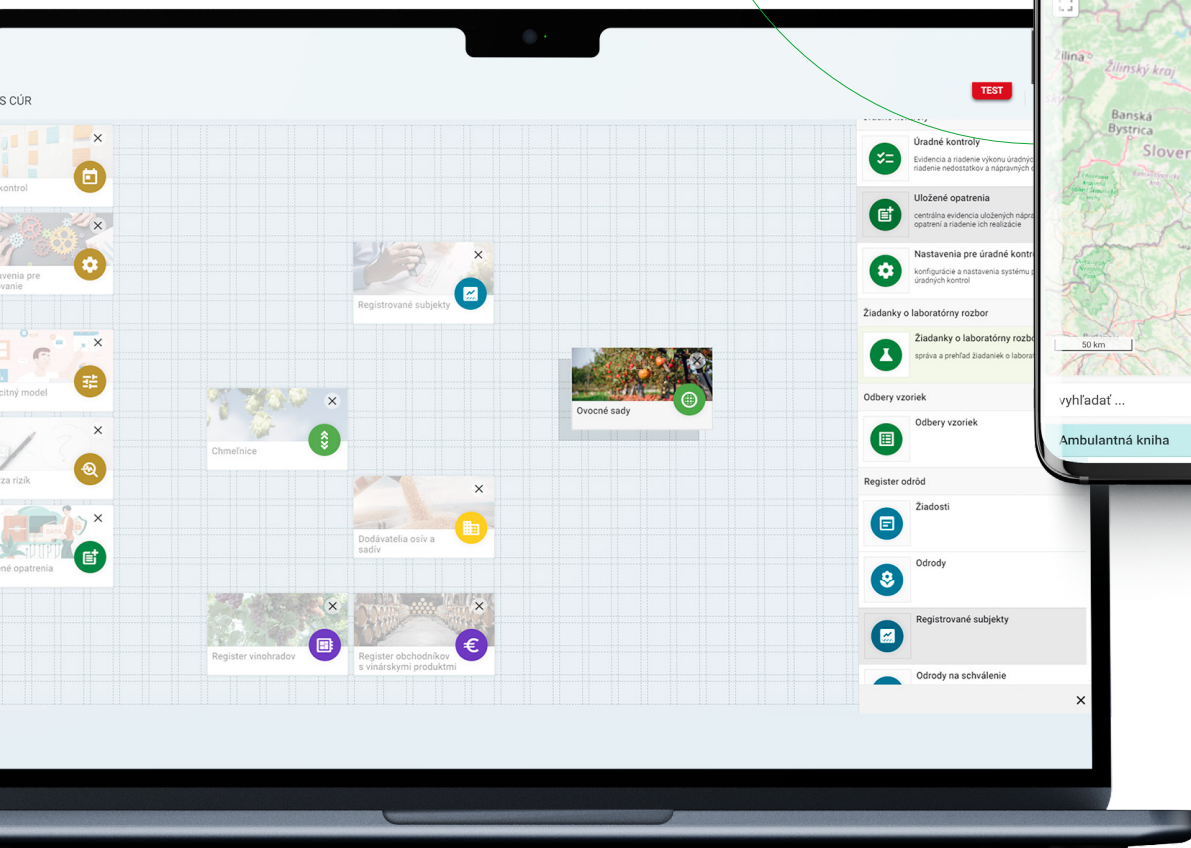 S CÚR
TEST
kontrol
avenia pre
vanie
citný model
za rizík
né opatrenia
Registrované subjekty
Chmeľnice
Dodávatelia osív a
sadív
Register vinohradov
Register obchodníkov
s vinárskymi produktmi
Ovocné sady
Úradné kontroly
Evidencia a riadenie výkonu úradnýc
riadenie nedostatkov a nápravných
Uložené opatrenia
centrálna evidencia uložených nápra
opatrení a riadenie ich realizácie
Nastavenia pre úradné kontr
konfigurácie a nastavenia systému p
úradných kontrol
Žiadanky o laboratórny rozbor
Žiadanky o laboratórny rozbo
správa a prehľad žiadaniek o labora
Odbery vzoriek
Odbery vzoriek
Register odrôd
Žiadosti
Odrody
Registrované subjekty
Odrody na schválenie
Žilina
Žilinský kraj
Banská
Bystrica
Sloven
50 km
vyhľadať ...
Ambulantná kniha